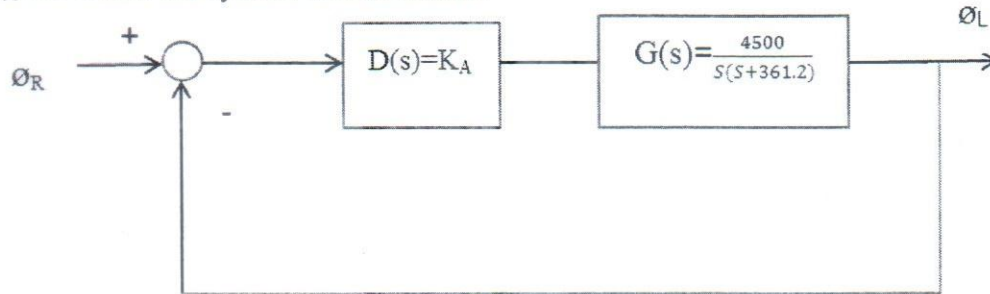 +
ØR
-
D(s)=KA
G(s)=4500/S(S+361.2)
ØL